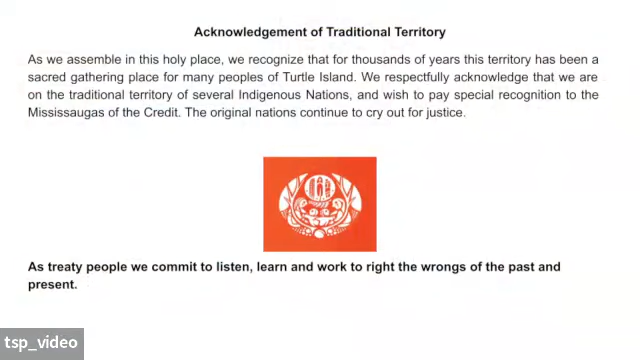 Acknowledgement of Traditional Territory
As we assemble in this holy place, we recognize that for thousands of years this territory has been a
sacred gathering place for many peoples of Turtle Island. We respectfully acknowledge that we are
on the traditional territory of several Indigenous Nations, and wish to pay special recognition to the
Mississaugas of the Credit. The original nations continue to cry out for justice.
As treaty people we commit to listen, learn and work to right the wrongs of the past and
present.
tsp_video